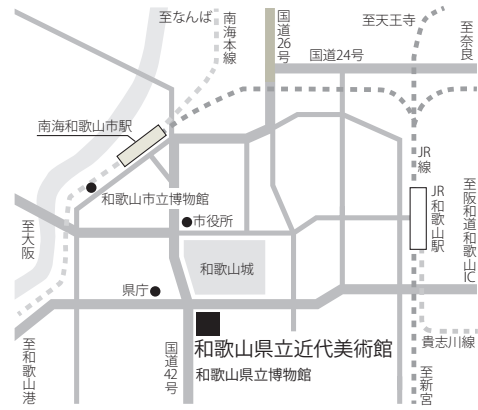 至なんば
南海本線
国道26号
至天王寺
至奈良
国道24号
南海和歌山市駅
JR線
和歌山市立博物館
JR和歌山駅
至阪和道和歌山IC
市役所
至大阪
和歌山城
県庁
和歌山県立近代美術館
和歌山県立博物館
貴志川線
国道42号
至和歌山港
至新宮